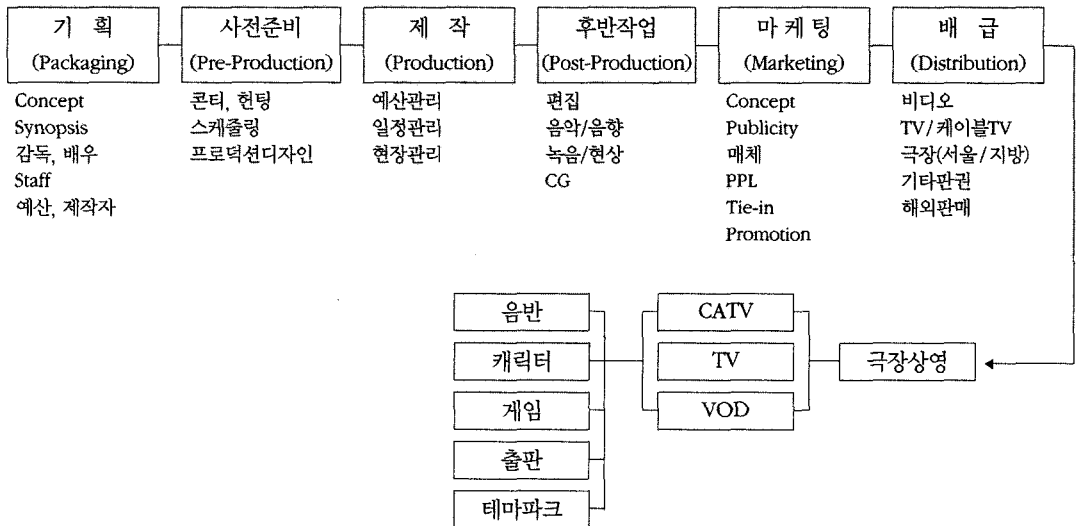 기 획
(Packaging)
Concept
Synopsis
감독, 배우
Staff
예산, 제작자
사전준비
(Pre-Production)
콘티, 헌팅
스캐줄링
프로덕션디자인
제 작
(Production)
예산관리
일정관리
현장관리
후반작업
(Post-Production)
편집
음악/음향
녹음/현상
CG
마 케 팅
(Marketing)
Concept
Publicity
매체
PPL
Tie-in
Promotion
배 급
(Distribution)
비디오
TV/케이블TV
극장(서울/지방)
기타판권
해외판매
음반
캐릭터
게임
출판
테마파크
CATV
TV
VOD
극장상영